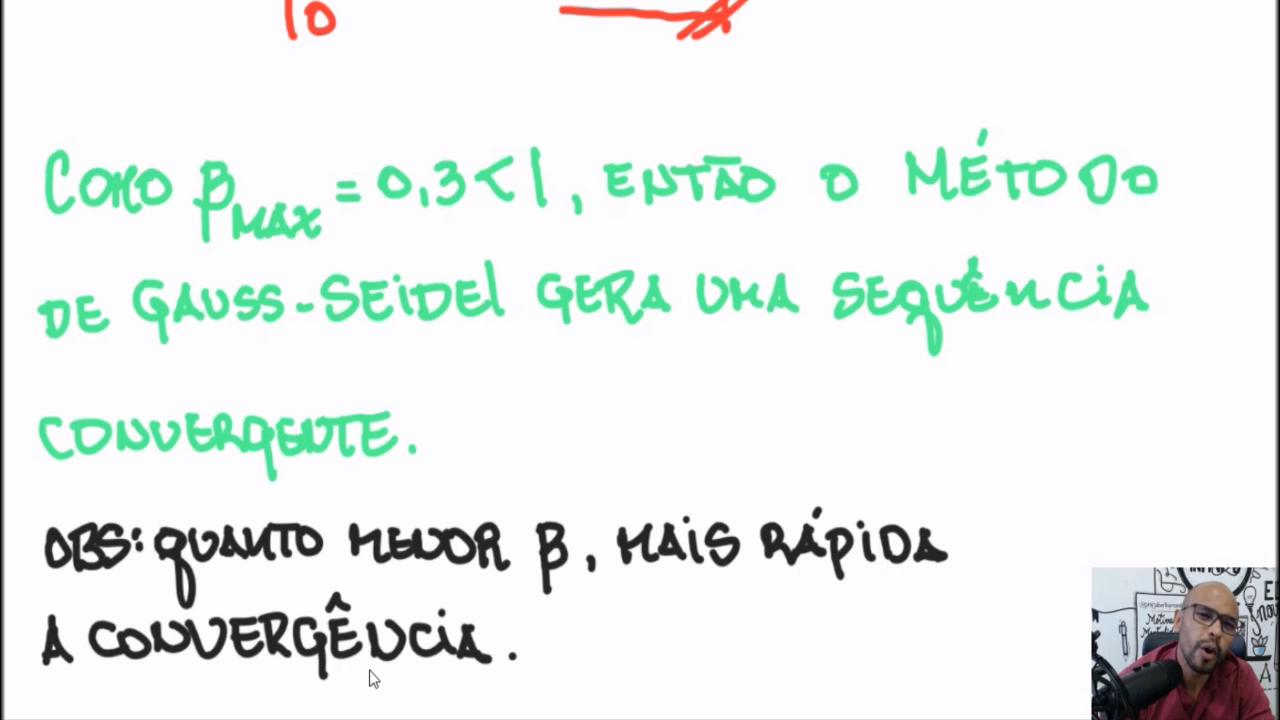 10
COMO β MAX = 0,3 < 1, ENTÃO O MÉTODO
DE GAUSS-SEIDEL GERA UMA SEQUÊNCIA
CONVERGENTE.
OBS: QUANTO MENOR β, MAIS RÁPIDA
A CONVERGÊNCIA.